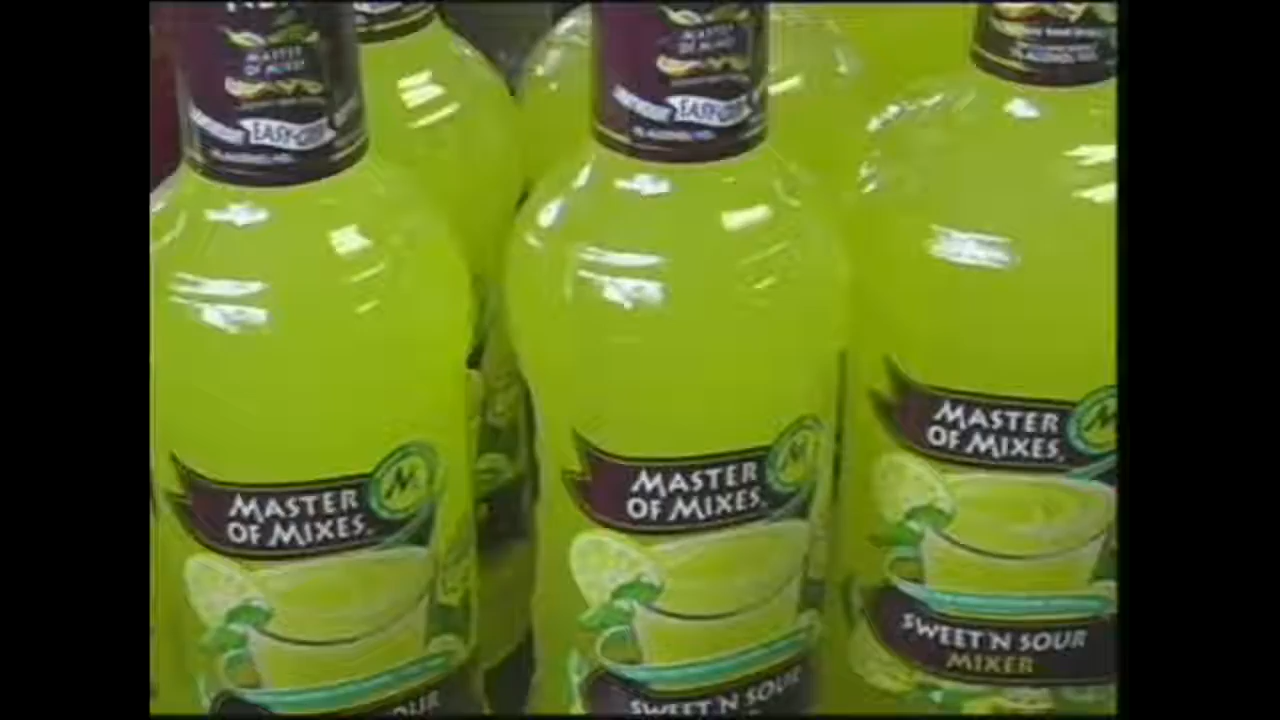 MASTER
OF MIXES
EASY-GRIP
MASTER
OF MIXES
EASY-GRIP
MASTER
OF MIXES.
M
OUR
MASTER
OF MIXES.
M
SWEET 'N SOUR
MASTER
OF MIXES.
M
SWEET 'N SOUR
MIXER